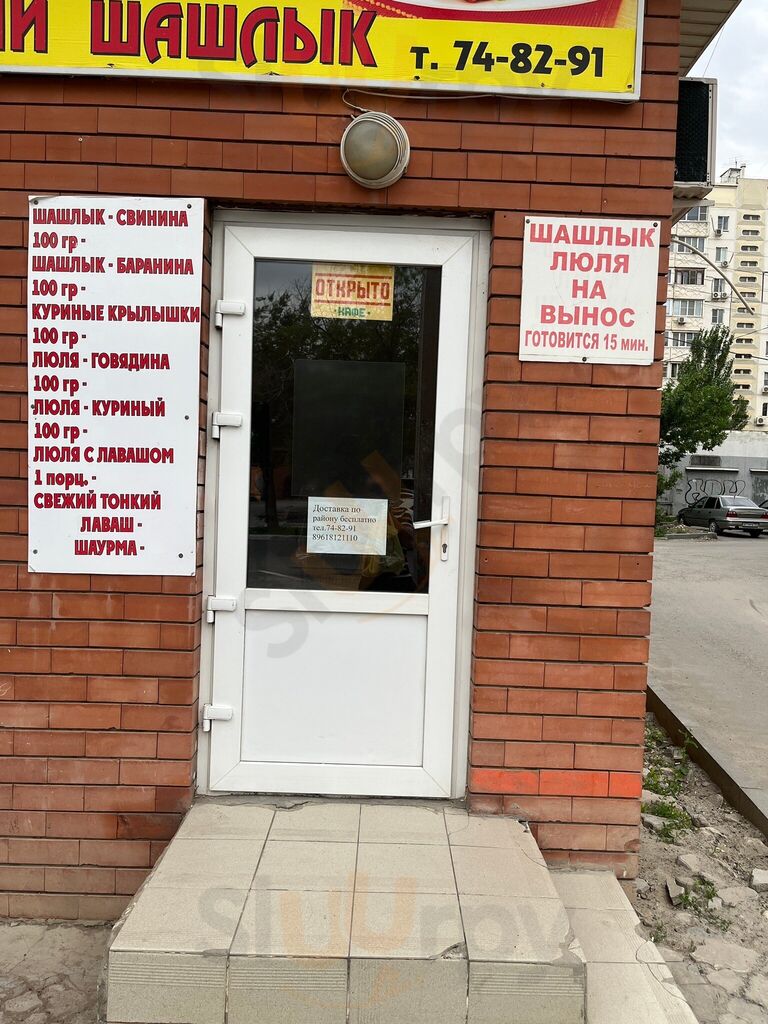 ШАШЛЫК
т. 74-82-91
ШАШЛЫК - СВИНИНА
100 гр -
ШАШЛЫК - БАРАНИНА
100 гр -
КУРИНЫЕ КРЫЛЫШКИ
100 гр -
ЛЮЛЯ - ГОВЯДИНА
100 гр -
ЛЮЛЯ - КУРИНЫЙ
100 гр -
ЛЮЛЯ С ЛАВАШОМ
1 порц. -
СВЕЖИЙ ТОНКИЙ
ЛАВАШ -
ШАУРМА -
ОТКРЫТО
КАФЕ -
Доставка по
району бесплатно
тел.74-82-91
89618121110
ШАШЛЫК
ЛЮЛЯ
НА
ВЫНОС
ГОТОВИТСЯ 15 мин.
sluurpy